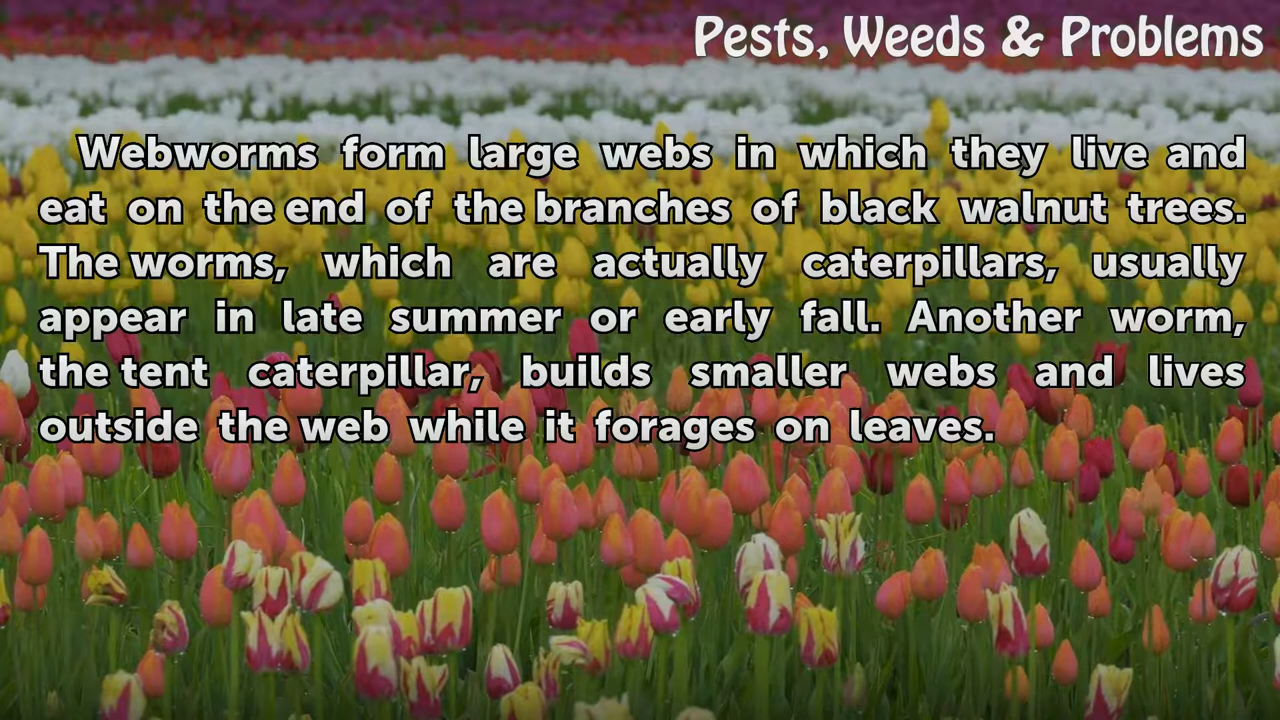 Pests, Weeds & Problems
Webworms form large webs in which they live and
eat on the end of the branches of black walnut trees.
The worms, which are actually caterpillars, usually
appear in late summer or early fall. Another worm,
the tent caterpillar, builds smaller webs and lives
outside the web while it forages on leaves.